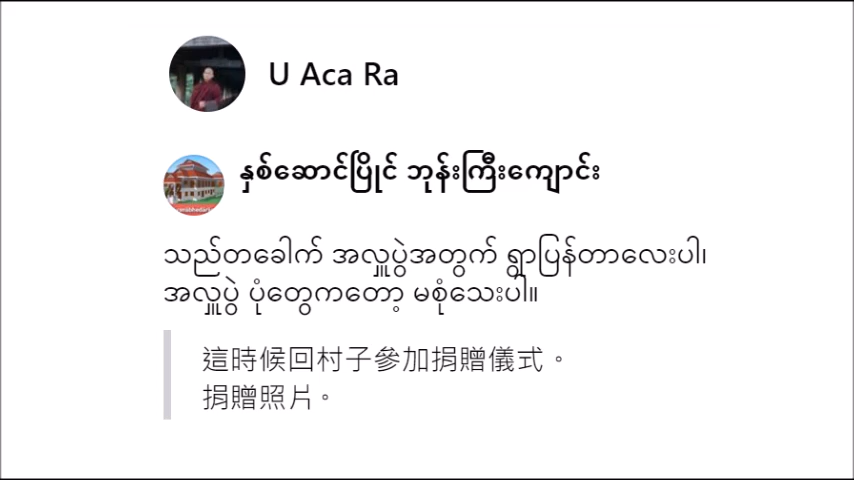 U Aca Ra
နှစ်ဆောင်ပြိုင် ဘုန်းကြီးကျောင်း
သည်တခေါက် အလှူပွဲအတွက် ရွာပြန်တာလေးပါ၊
အလှူပွဲ ပုံတွေကတော့ မစုံသေးပါ။
這時候回村子參加捐贈儀式。
捐贈照片。